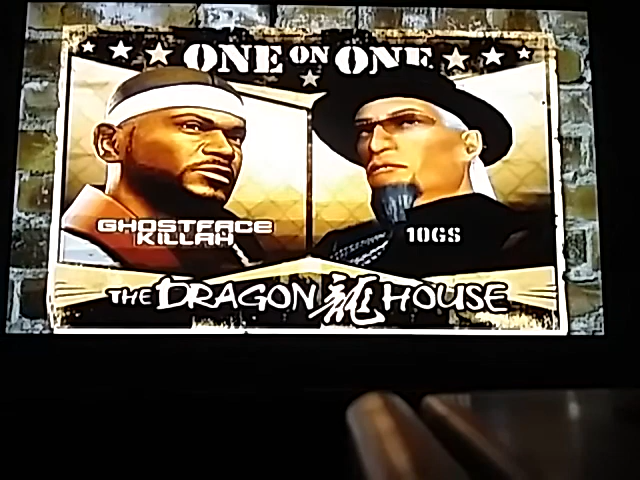 ONE ON ONE
GHOSTFACE
KILLAH
10GS
THE DRAGON 龍 HOUSE